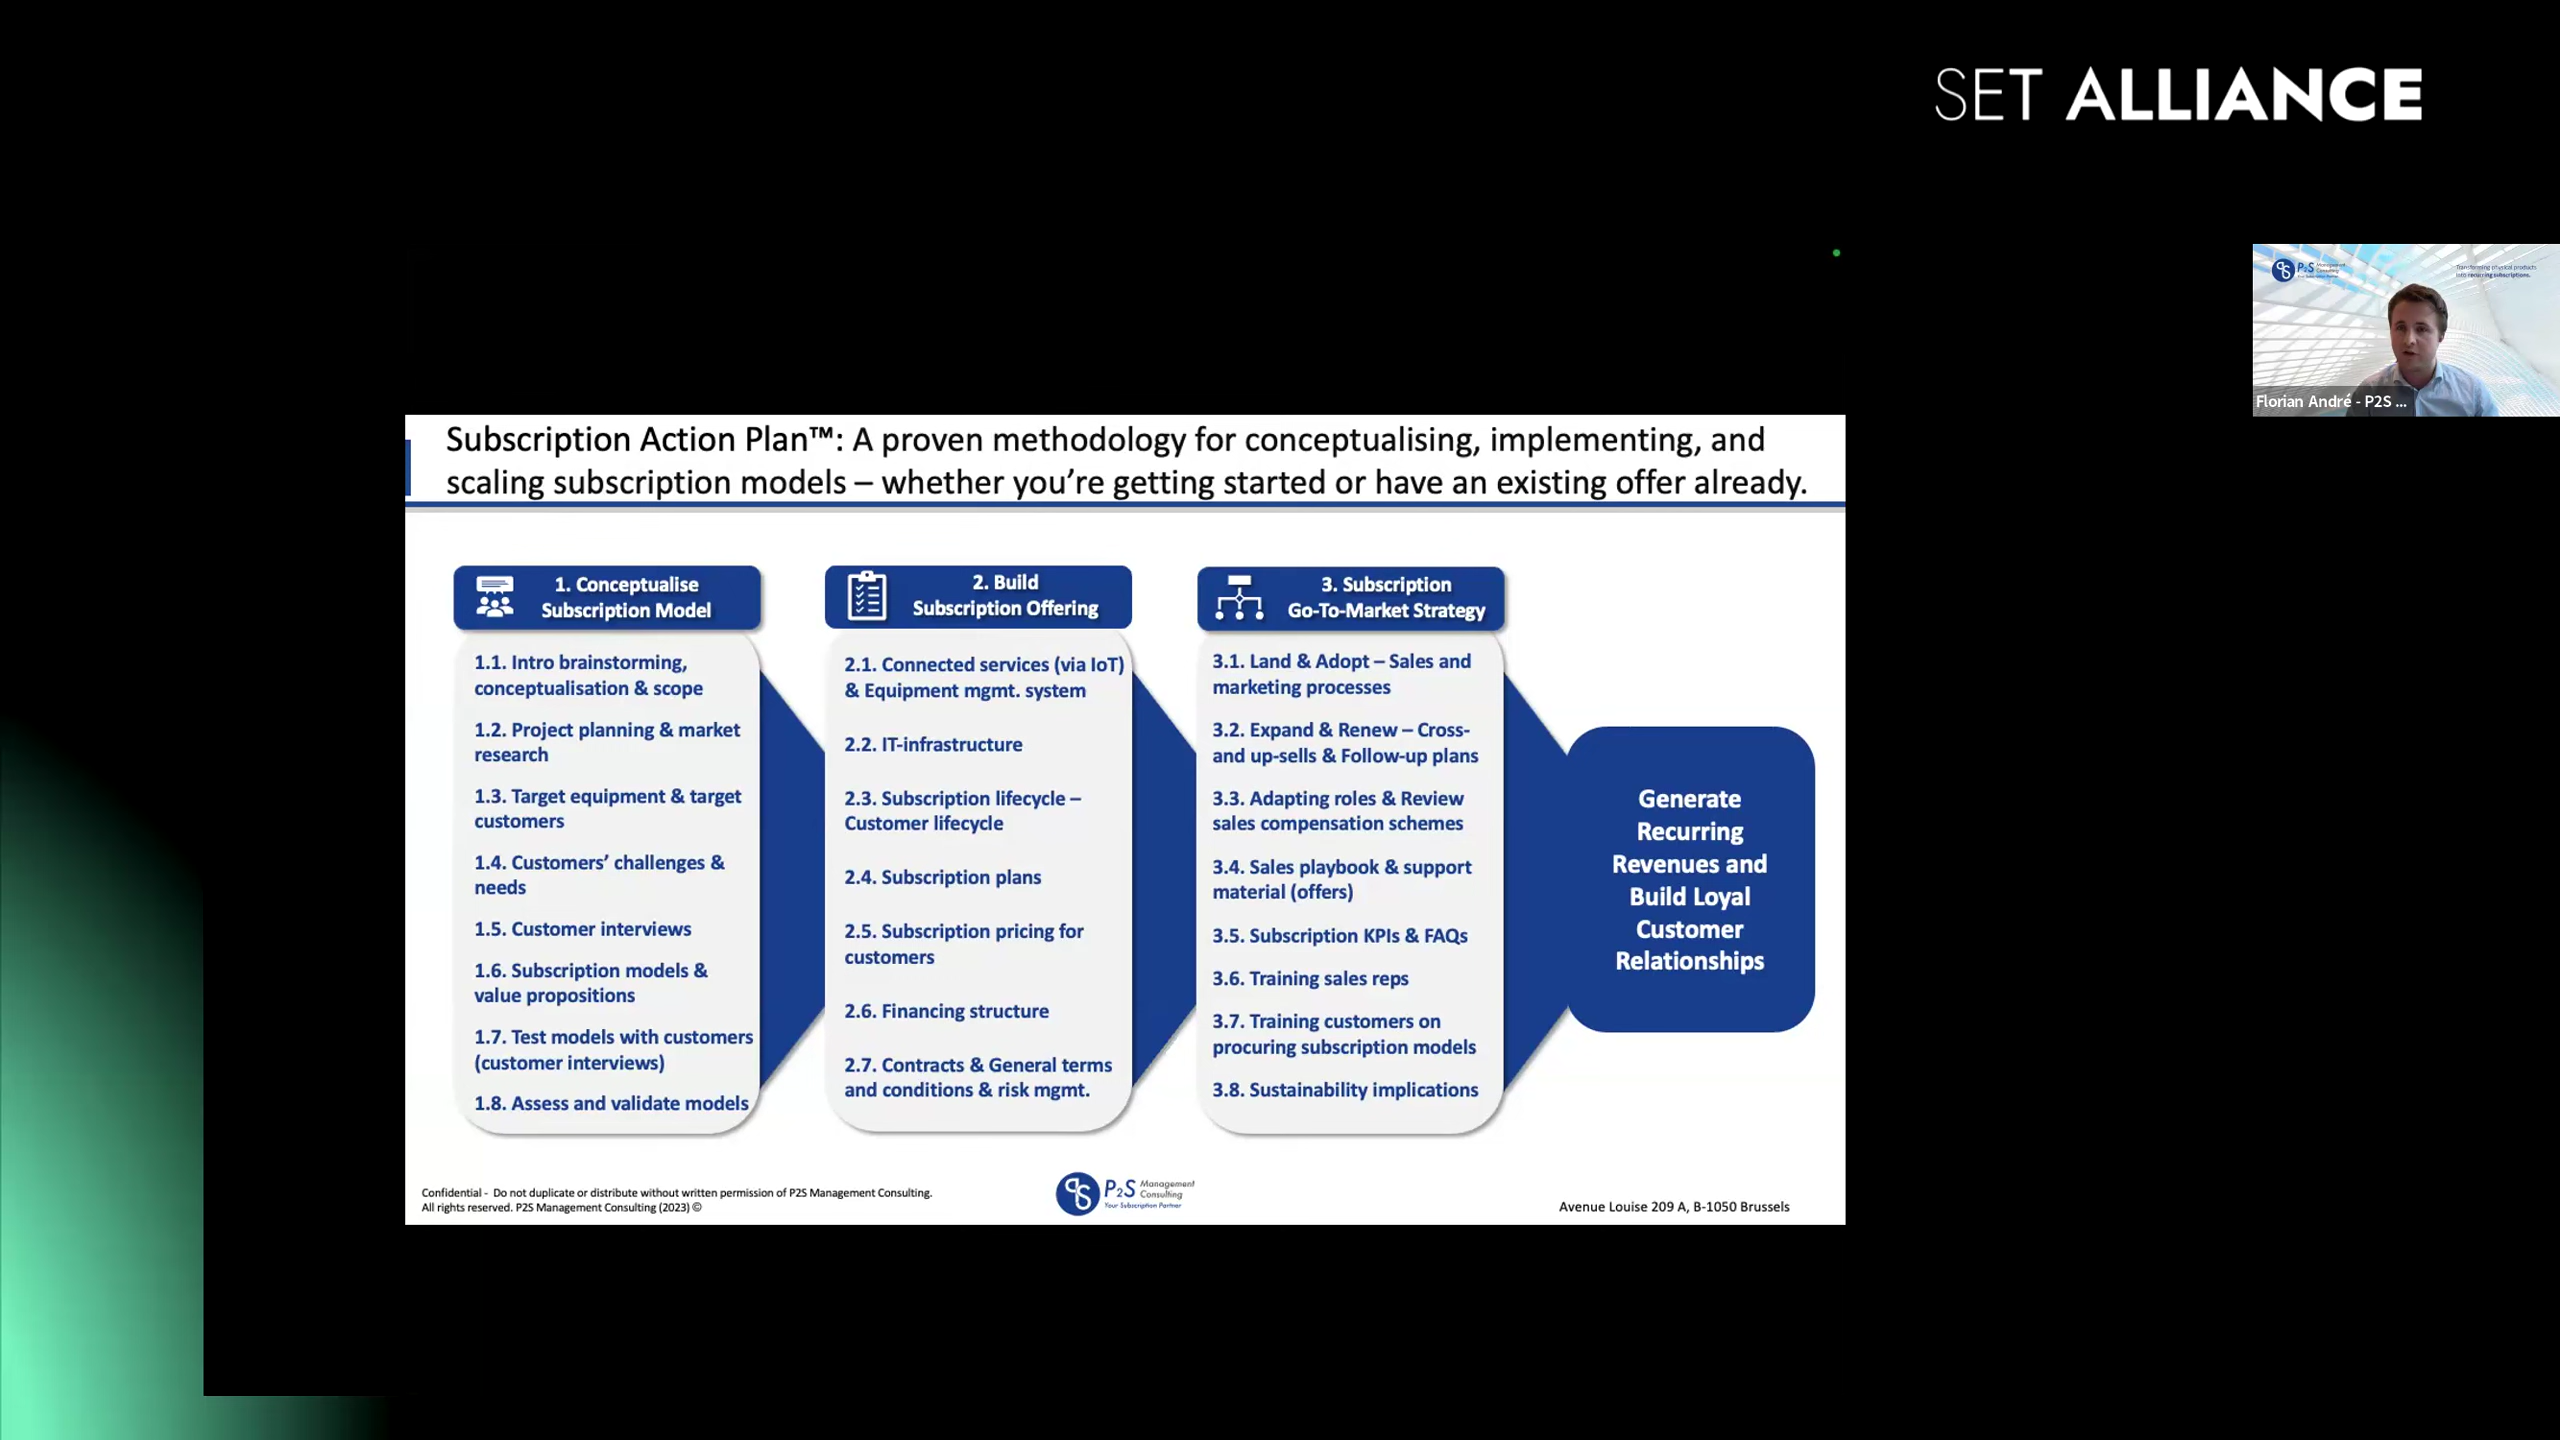 SET ALLIANCE
P2S Management
Consulting
Transforming physical products
into recurring subscriptions.
Florian André - P2S ...
Subscription Action Plan™: A proven methodology for conceptualising, implementing, and
scaling subscription models – whether you’re getting started or have an existing offer already.
1. Conceptualise
Subscription Model
1.1. Intro brainstorming,
conceptualisation & scope
1.2. Project planning & market
research
1.3. Target equipment & target
customers
1.4. Customers’ challenges &
needs
1.5. Customer interviews
1.6. Subscription models &
value propositions
1.7. Test models with customers
(customer interviews)
1.8. Assess and validate models
2. Build
Subscription Offering
2.1. Connected services (via IoT)
& Equipment mgmt. system
2.2. IT-infrastructure
2.3. Subscription lifecycle –
Customer lifecycle
2.4. Subscription plans
2.5. Subscription pricing for
customers
2.6. Financing structure
2.7. Contracts & General terms
and conditions & risk mgmt.
3. Subscription
Go-To-Market Strategy
3.1. Land & Adopt – Sales and
marketing processes
3.2. Expand & Renew – Cross-
and up-sells & Follow-up plans
3.3. Adapting roles & Review
sales compensation schemes
3.4. Sales playbook & support
material (offers)
3.5. Subscription KPIs & FAQs
3.6. Training sales reps
3.7. Training customers on
procuring subscription models
3.8. Sustainability implications
Generate
Recurring
Revenues and
Build Loyal
Customer
Relationships
Confidential - Do not duplicate or distribute without written permission of P2S Management Consulting.
All rights reserved. P2S Management Consulting (2023) ©
P2S Management
Consulting
Your Subscription Partner
Avenue Louise 209 A, B-1050 Brussels